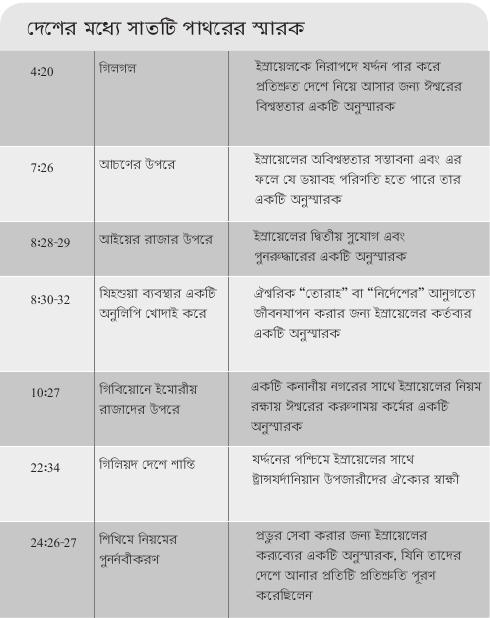 দেশের মধ্যে সাতটি পাথরের স্মারক
4:20
গিলগল
ইস্রায়েলকে নিরাপদে যর্দ্দন পার করে
প্রতিশ্রুত দেশে নিয়ে আসার জন্য ঈশ্বরের
বিশ্বস্ততার একটি অনুস্মারক
7:26
আচণের উপরে
ইস্রায়েলের অবিশ্বস্ততার সম্ভাবনা এবং এর
ফলে যে ভয়াবহ পরিণতি হতে পারে তার
একটি অনুস্মারক
8:28-29
আইয়ের রাজার উপরে
ইস্রায়েলের দ্বিতীয় সুযোগ এবং
পুনরুদ্ধারের একটি অনুস্মারক
8:30-32
যিহশুয়া ব্যবস্থার একটি
অনুলিপি খোদাই করে
ঐশ্বরিক “তোরাহ” বা “নির্দেশের” আনুগত্যে
জীবনযাপন করার জন্য ইস্রায়েলের কর্তব্যর
একটি অনুস্মারক
10:27
গিবিয়োনে ইমোরীয়
রাজাদের উপরে
একটি কনানীয় নগরের সাথে ইস্রায়েলের নিয়ম
রক্ষায় ঈশ্বরের করুণাময় কর্মের একটি
অনুস্মারক
22:34
গিলিয়দ দেশে শান্তি
যর্দ্দনের পশ্চিমে ইস্রায়েলের সাথে
ট্রান্সযর্দানিয়ান উপজারীদের ঐক্যের স্বাক্ষী
24:26-27
শিখিমে নিয়মের
পুনর্নবীকরণ
প্রভুর সেবা করার জন্য ইস্রায়েলের
কর‍্যব্যের একটি অনুস্মারক, যিনি তাদের
দেশে আনার প্রতিটি প্রতিশ্রুতি পূরণ
করেছিলেন